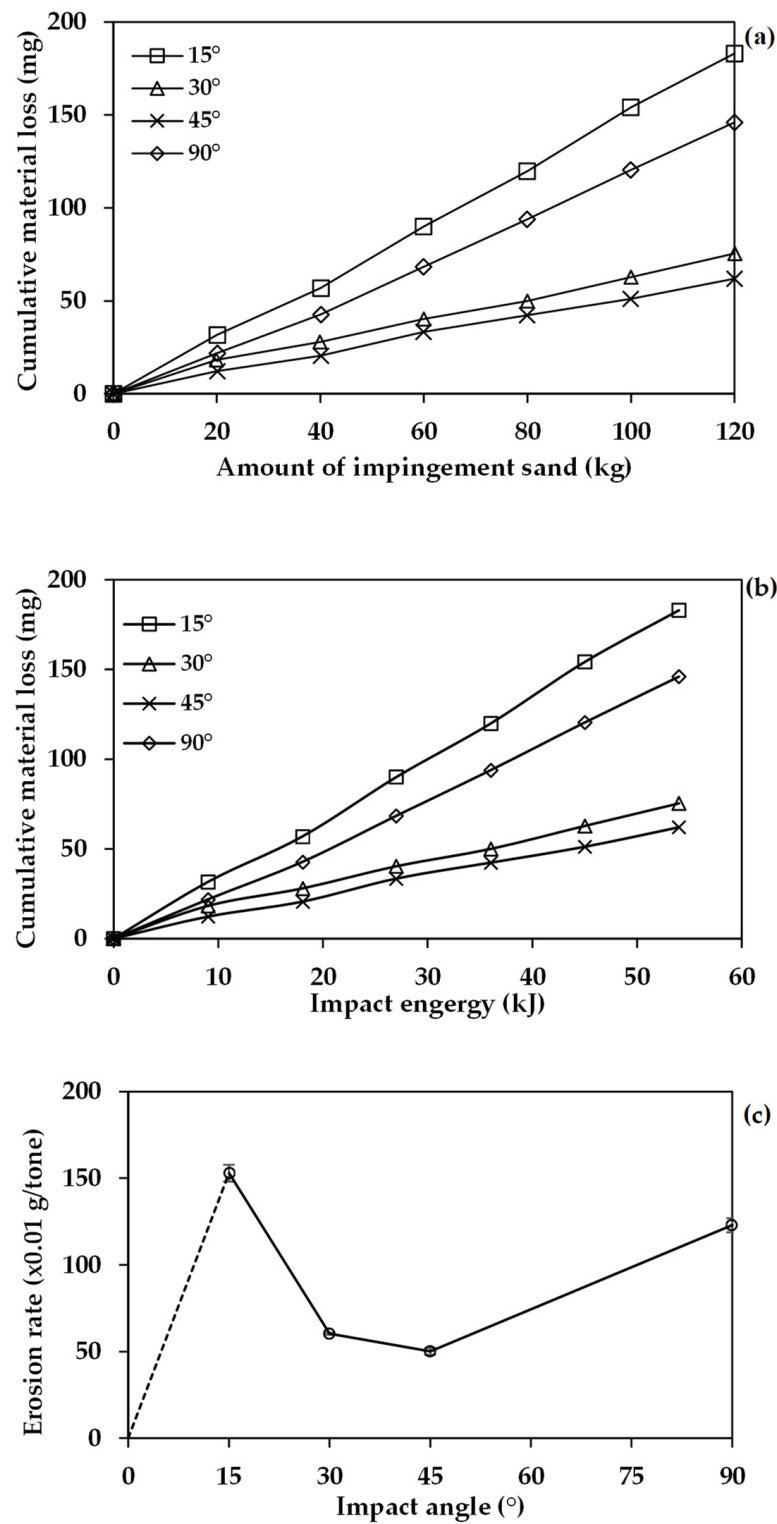 (a)
200
150
100
50
0
Cumulative material loss (mg)
15°
30°
45°
90°
0 20 40 60 80 100 120
Amount of impingement sand (kg)
(b)
200
150
100
50
0
Cumulative material loss (mg)
15°
30°
45°
90°
0 10 20 30 40 50 60
Impact engergy (kJ)
(c)
200
150
100
50
0
Erosion rate (x0.01 g/tone)
0 15 30 45 60 75 90
Impact angle (°)